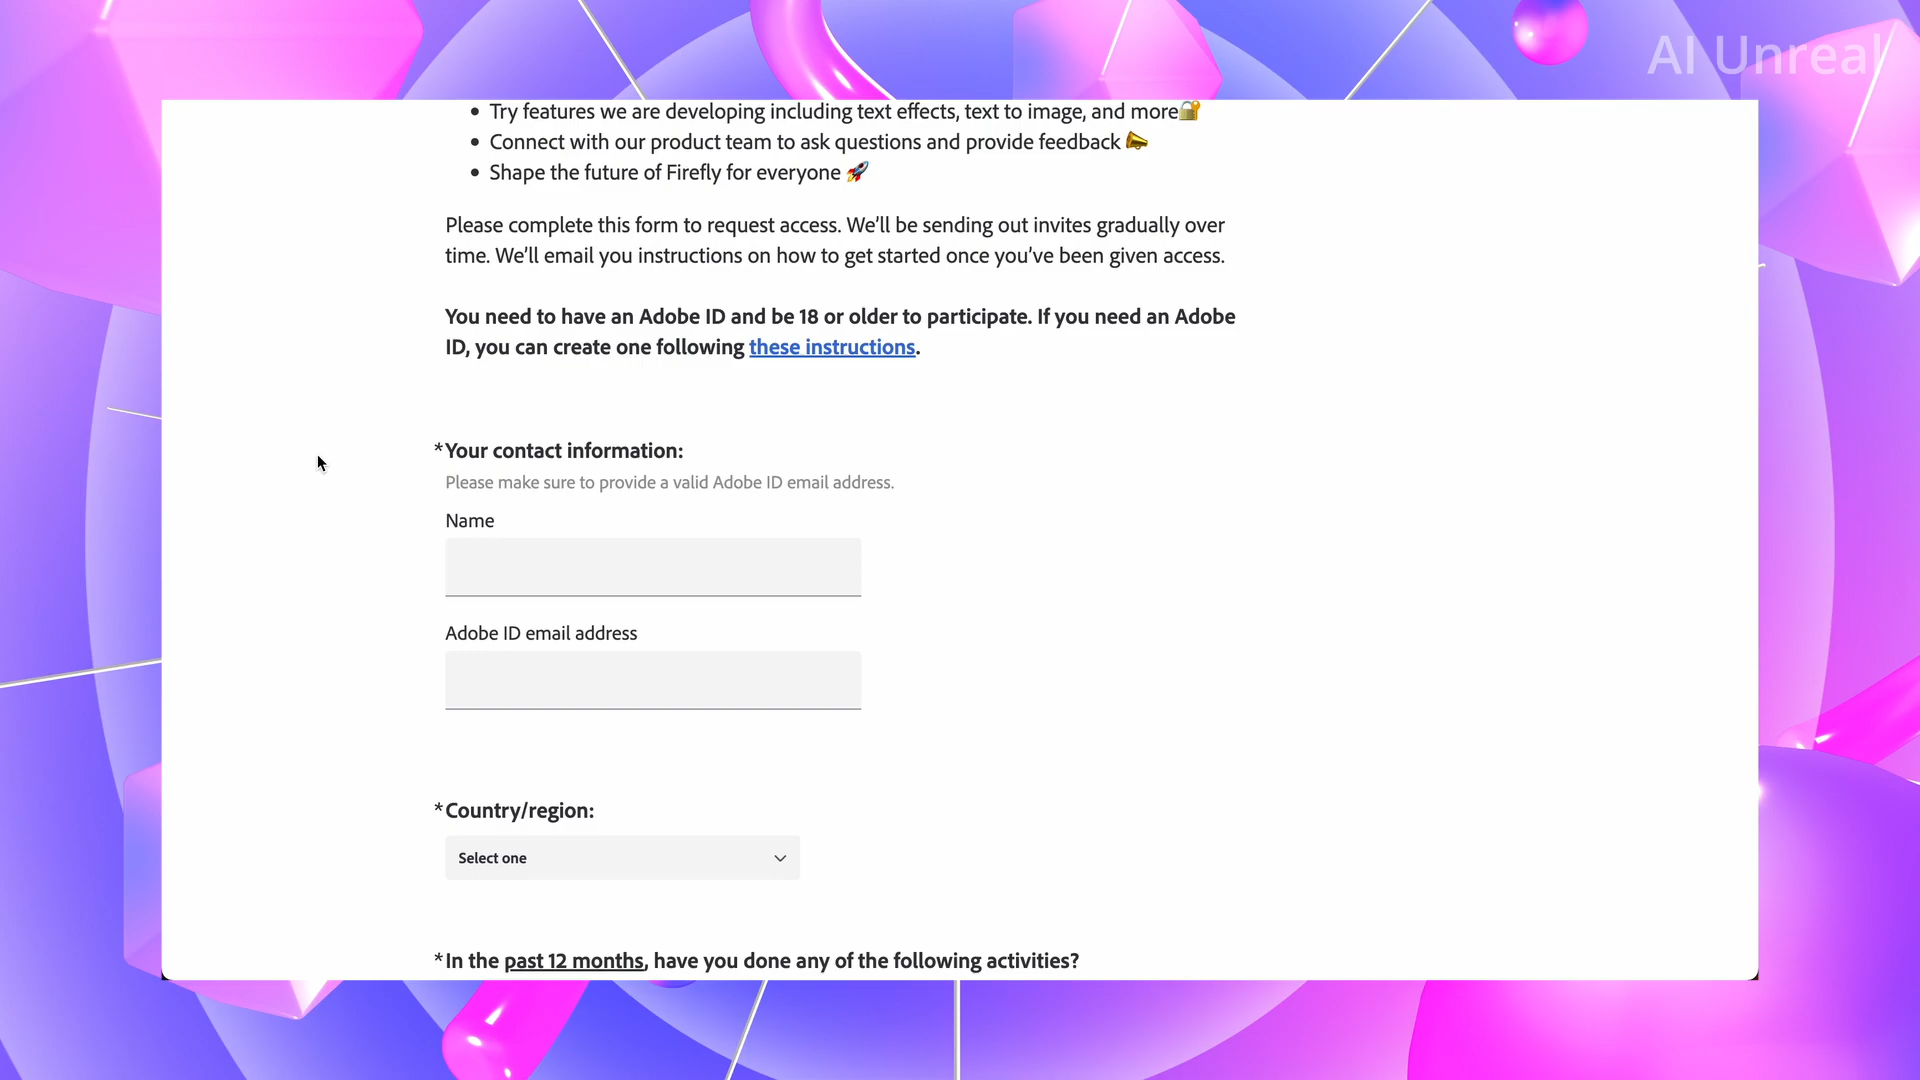 AI Unreal
• Try features we are developing including text effects, text to image, and more🔐
• Connect with our product team to ask questions and provide feedback 📣
• Shape the future of Firefly for everyone 🚀
Please complete this form to request access. We’ll be sending out invites gradually over
time. We’ll email you instructions on how to get started once you’ve been given access.
You need to have an Adobe ID and be 18 or older to participate. If you need an Adobe
ID, you can create one following these instructions.
*Your contact information:
Please make sure to provide a valid Adobe ID email address.
Name
Adobe ID email address
*Country/region:
Select one
*In the past 12 months, have you done any of the following activities?